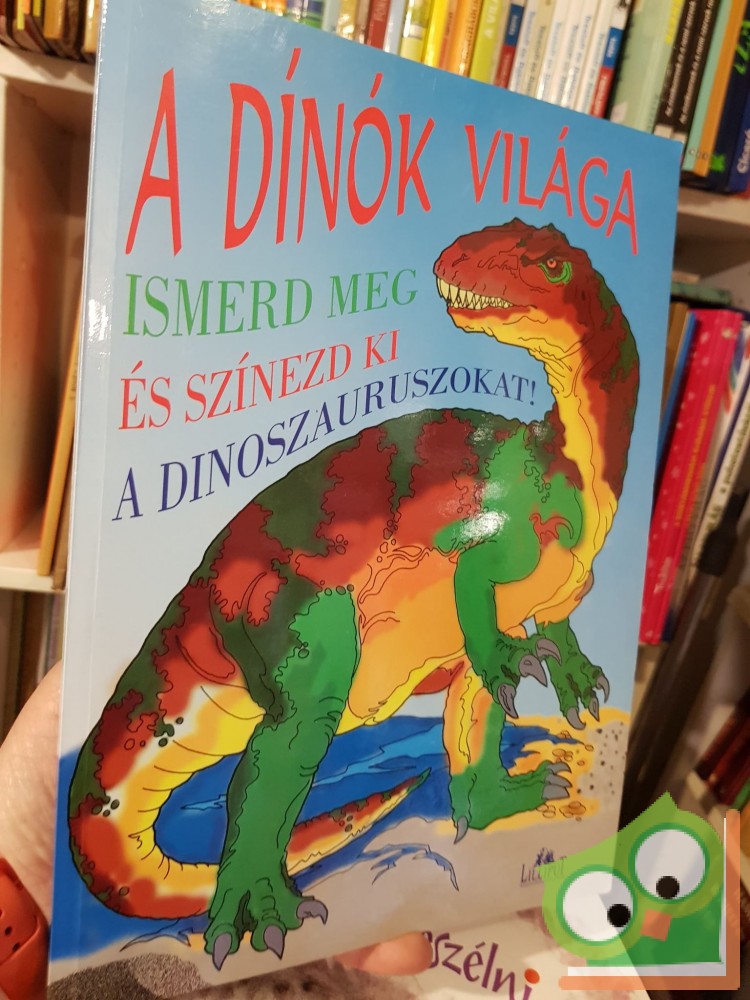 A DÍNÓK VILÁGA
ISMERD MEG
ÉS SZÍNEZD KI
A DINOSZAURUSZOKAT!